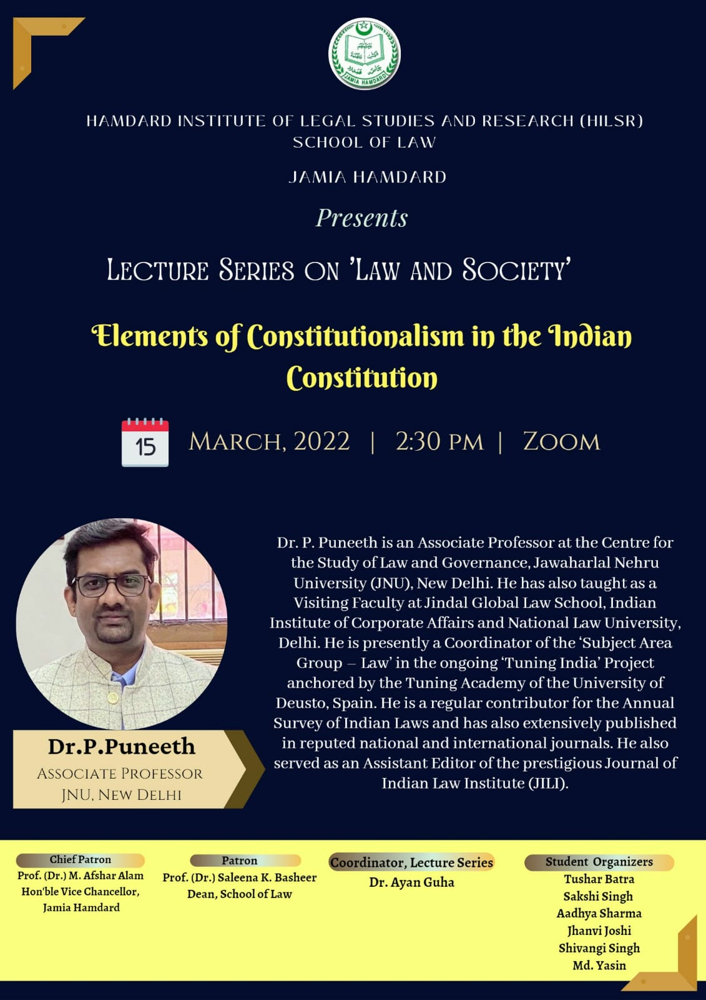 JAMIA HAMDARD
HAMDARD INSTITUTE OF LEGAL STUDIES AND RESEARCH (HILSR)
SCHOOL OF LAW
JAMIA HAMDARD
Presents
LECTURE SERIES ON 'LAW AND SOCIETY'
Elements of Constitutionalism in the Indian
Constitution
15 MARCH, 2022 | 2:30 PM | ZOOM
Dr. P. Puneeth is an Associate Professor at the Centre for
the Study of Law and Governance, Jawaharlal Nehru
University (JNU), New Delhi. He has also taught as a
Visiting Faculty at Jindal Global Law School, Indian
Institute of Corporate Affairs and National Law University,
Delhi. He is presently a Coordinator of the ‘Subject Area
Group – Law’ in the ongoing ‘Tuning India’ Project
anchored by the Tuning Academy of the University of
Deusto, Spain. He is a regular contributor for the Annual
Survey of Indian Laws and has also extensively published
in reputed national and international journals. He also
served as an Assistant Editor of the prestigious Journal of
Indian Law Institute (JILI).
Dr.P.Puneeth
ASSOCIATE PROFESSOR
JNU, NEW DELHI
Chief Patron
Prof. (Dr.) M. Afshar Alam
Hon'ble Vice Chancellor,
Jamia Hamdard
Patron
Prof. (Dr.) Saleena K. Basheer
Dean, School of Law
Coordinator, Lecture Series
Dr. Ayan Guha
Student Organizers
Tushar Batra
Sakshi Singh
Aadhya Sharma
Jhanvi Joshi
Shivangi Singh
Md. Yasin